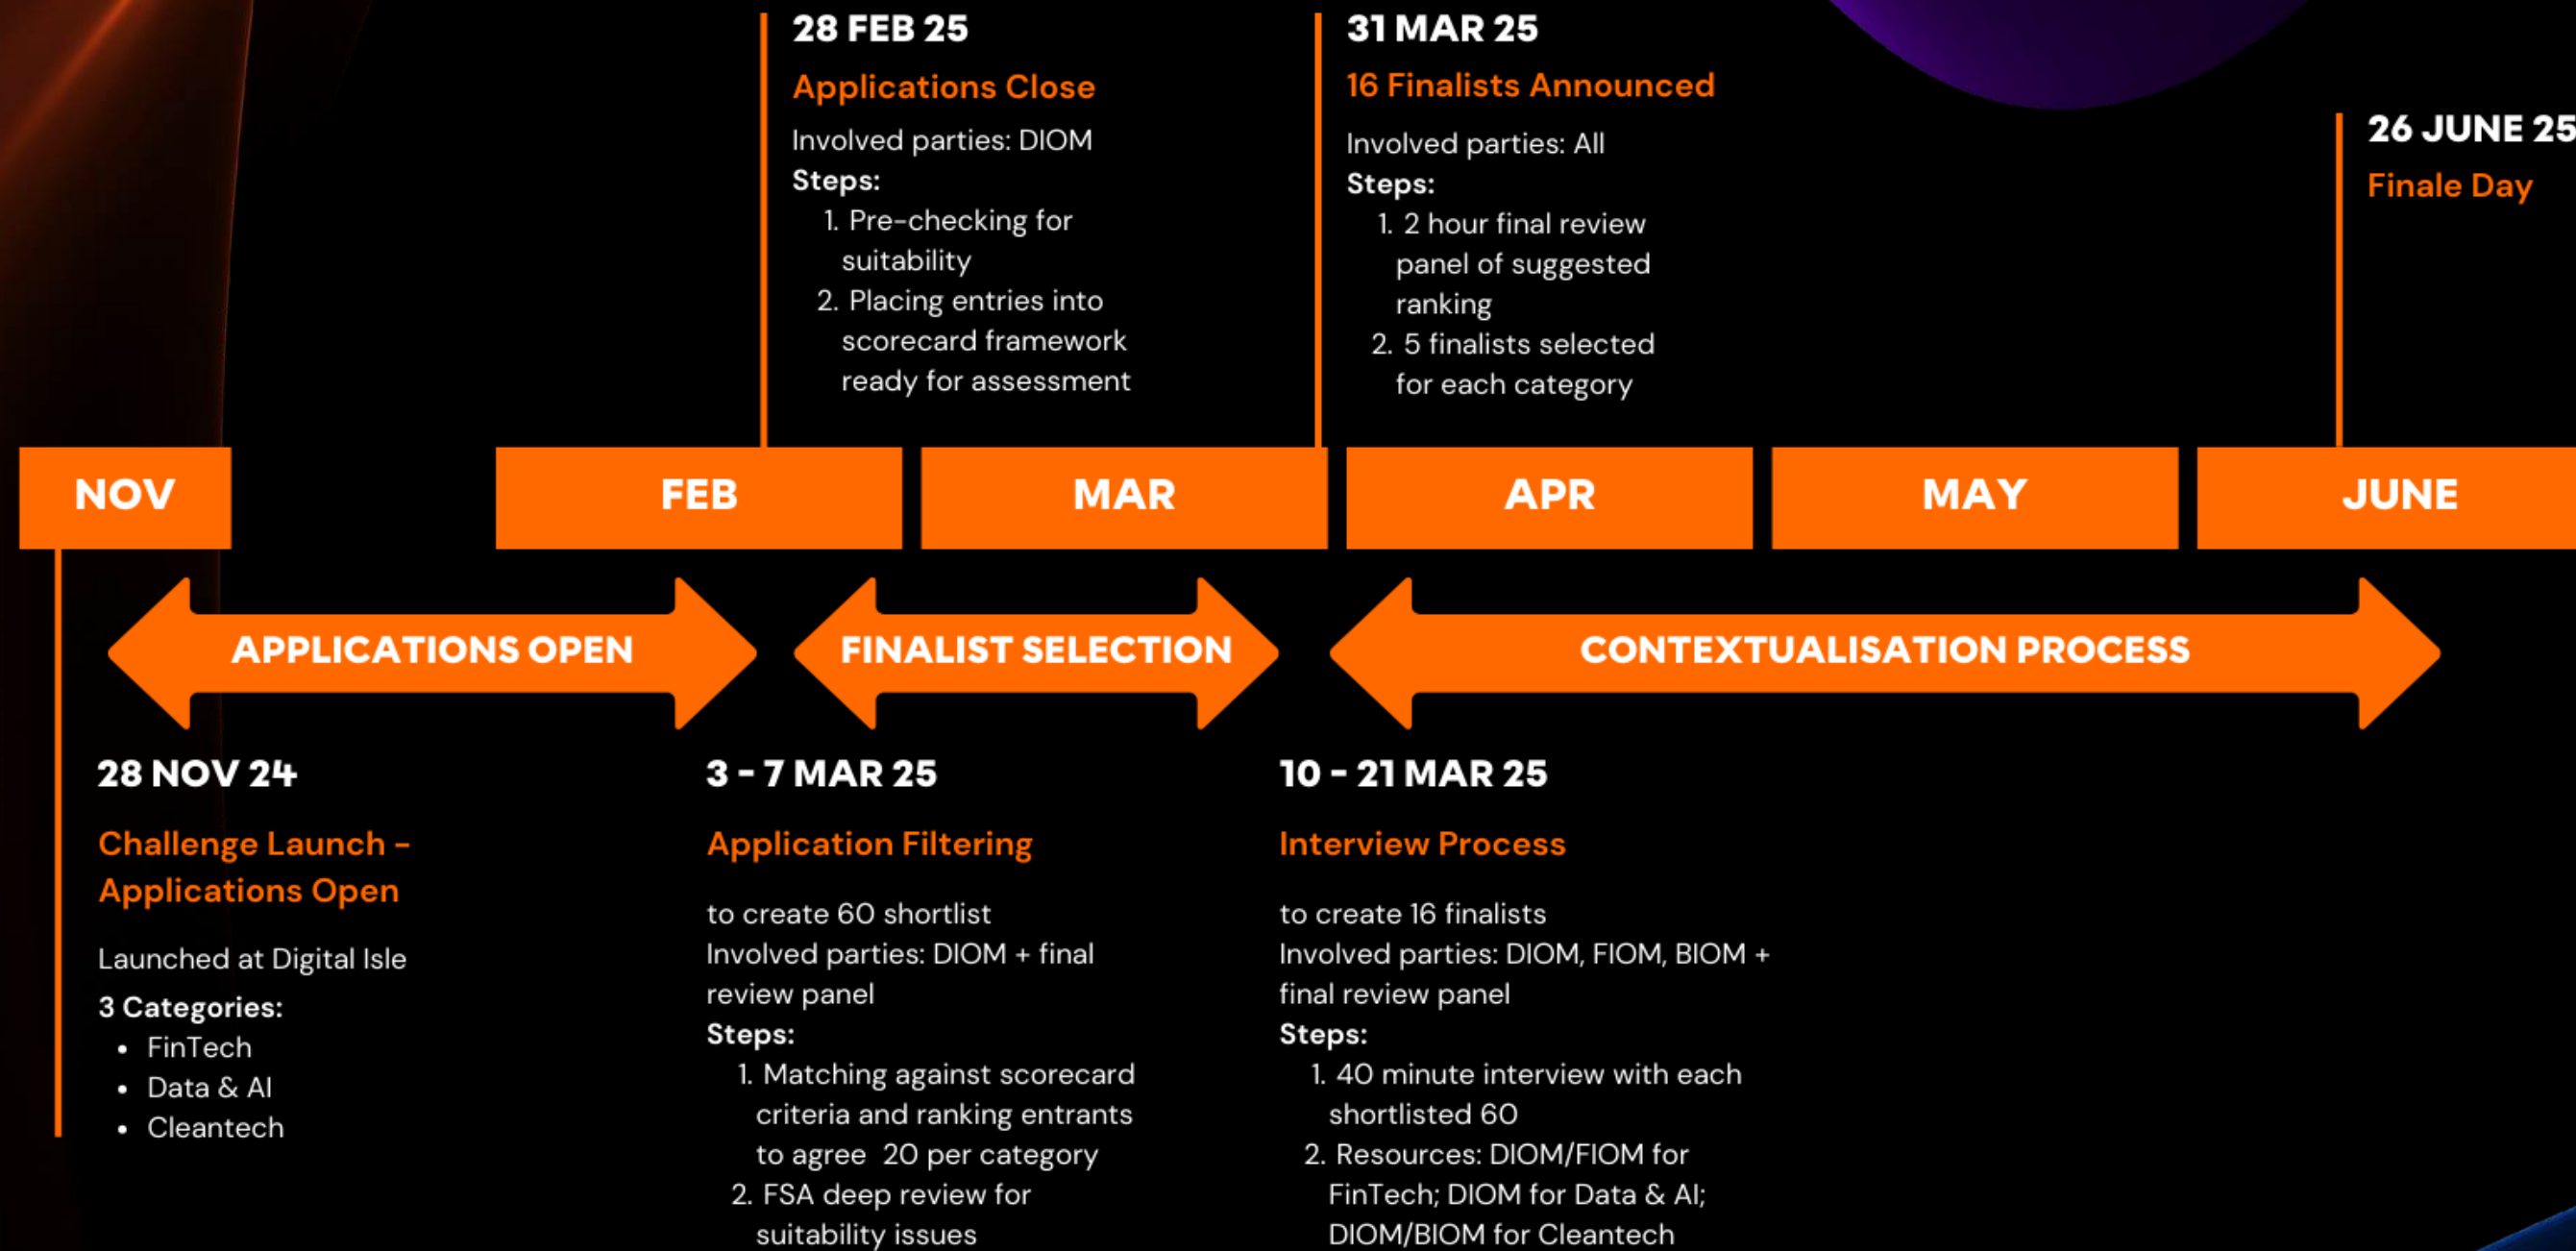 28 FEB 25
Applications Close
Involved parties: DIOM
Steps:
1. Pre-checking for
suitability
2. Placing entries into
scorecard framework
ready for assessment
31 MAR 25
16 Finalists Announced
Involved parties: All
Steps:
1. 2 hour final review
panel of suggested
ranking
2. 5 finalists selected
for each category
26 JUNE 25
Finale Day
NOV
FEB
MAR
APR
MAY
JUNE
APPLICATIONS OPEN
FINALIST SELECTION
CONTEXTUALISATION PROCESS
28 NOV 24
Challenge Launch -
Applications Open
Launched at Digital Isle
3 Categories:
• FinTech
• Data & AI
• Cleantech
3 - 7 MAR 25
Application Filtering
to create 60 shortlist
Involved parties: DIOM + final
review panel
Steps:
1. Matching against scorecard
criteria and ranking entrants
to agree 20 per category
2. FSA deep review for
suitability issues
10 - 21 MAR 25
Interview Process
to create 16 finalists
Involved parties: DIOM, FIOM, BIOM +
final review panel
Steps:
1. 40 minute interview with each
shortlisted 60
2. Resources: DIOM/FIOM for
FinTech; DIOM for Data & AI;
DIOM/BIOM for Cleantech